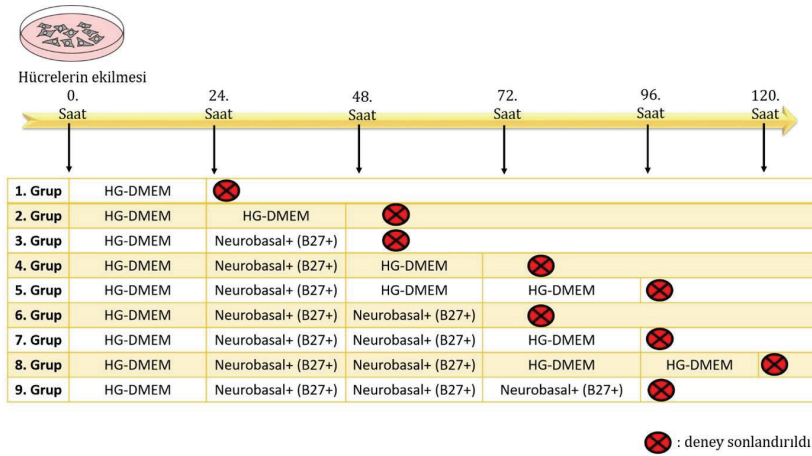 Hücrelerin ekilmesi
0. Saat
24. Saat
48. Saat
72. Saat
96. Saat
120. Saat
1. Grup HG-DMEM
2. Grup HG-DMEM HG-DMEM
3. Grup HG-DMEM Neurobasal+ (B27+)
4. Grup HG-DMEM Neurobasal+ (B27+) HG-DMEM
5. Grup HG-DMEM Neurobasal+ (B27+) HG-DMEM HG-DMEM
6. Grup HG-DMEM Neurobasal+ (B27+) Neurobasal+ (B27+)
7. Grup HG-DMEM Neurobasal+ (B27+) Neurobasal+ (B27+) HG-DMEM
8. Grup HG-DMEM Neurobasal+ (B27+) Neurobasal+ (B27+) HG-DMEM HG-DMEM
9. Grup HG-DMEM Neurobasal+ (B27+) Neurobasal+ (B27+) Neurobasal+ (B27+)
: deney sonlandırıldı